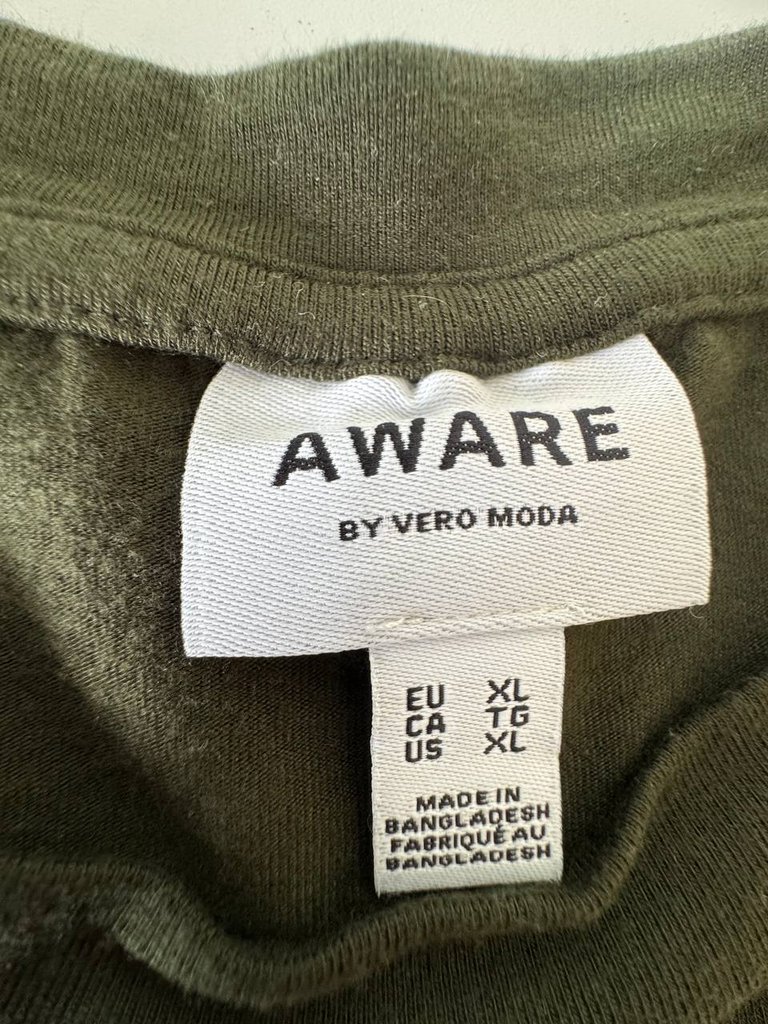 AWARE
BY VERO MODA
EU XL
CA TG
US XL
MADE IN
BANGLADESH
FABRIQUÉ AU
BANGLADESH